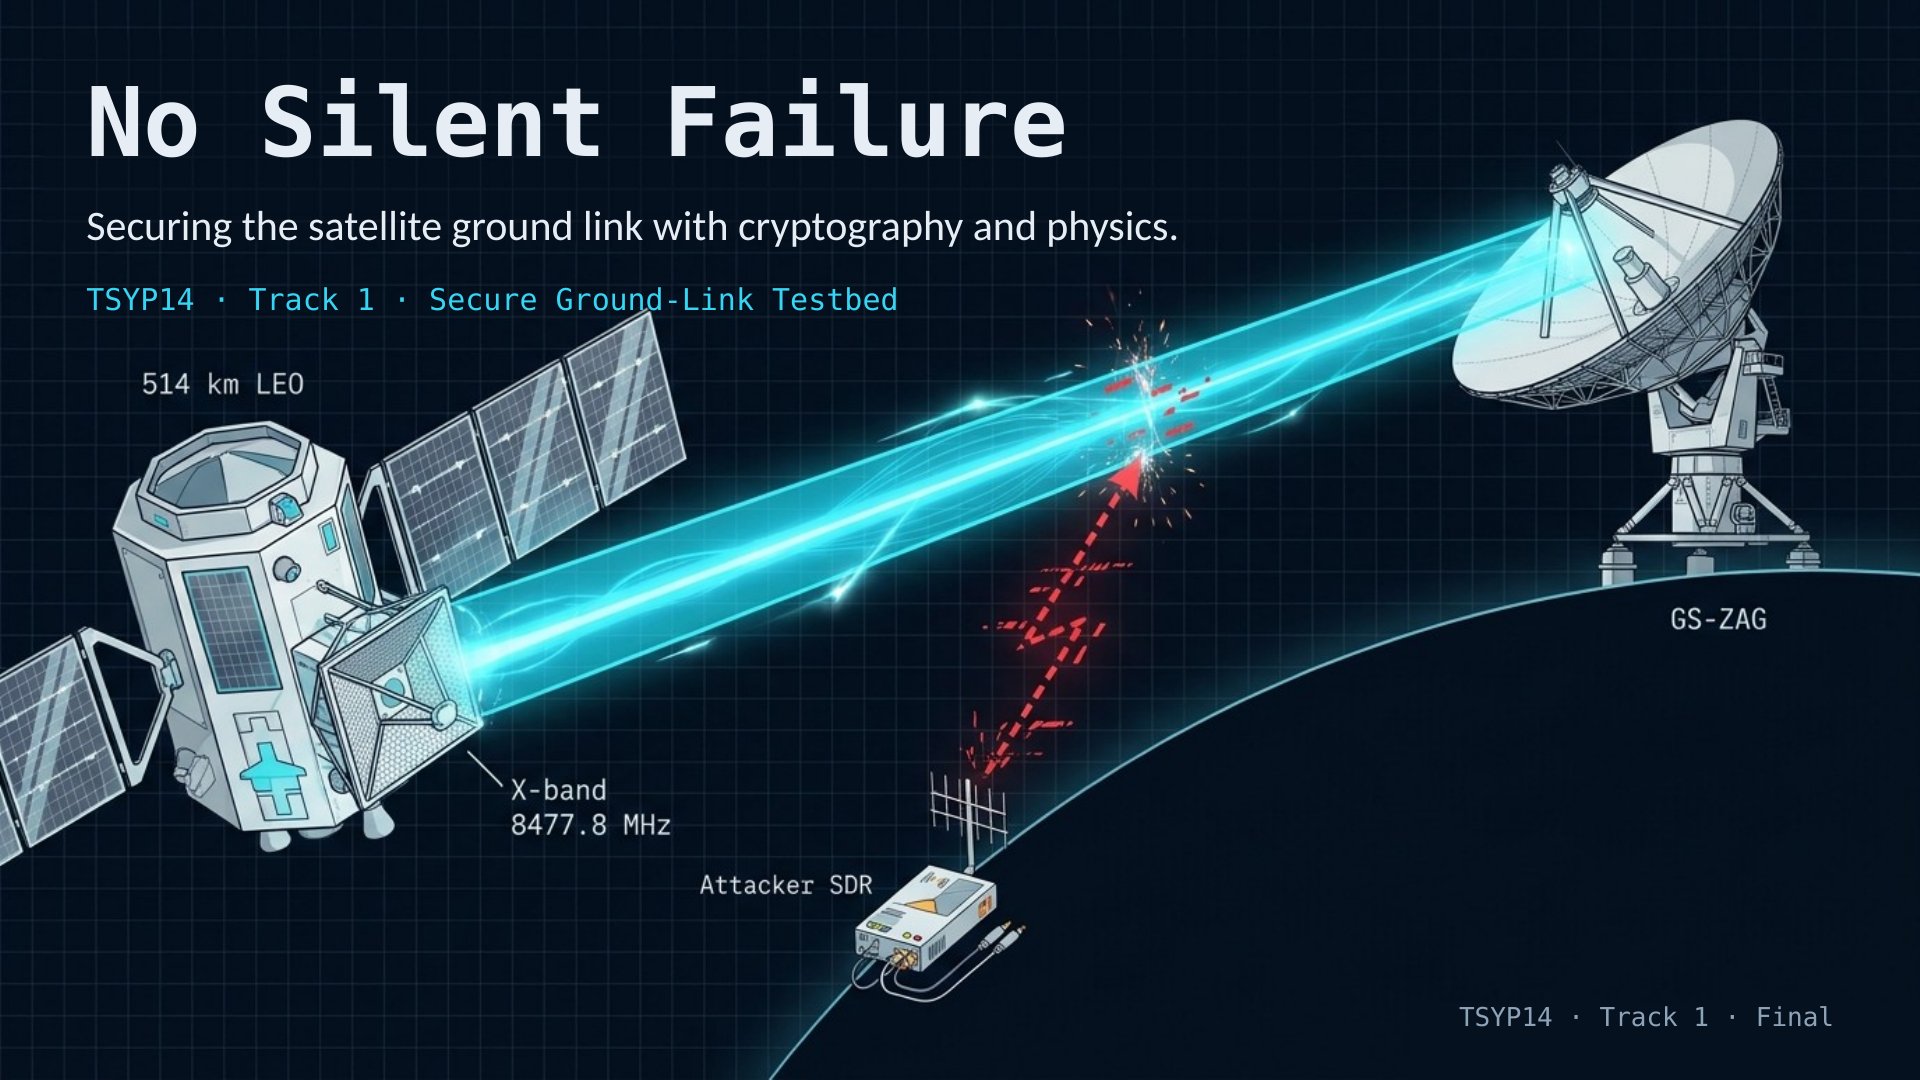 No Silent Failure
Securing the satellite ground link with cryptography and physics.
TSYP14 · Track 1 · Secure Ground-Link Testbed
514 km LEO
GS-ZAG
X-band
8477.8 MHz
Attacker SDR
TSYP14 · Track 1 · Final